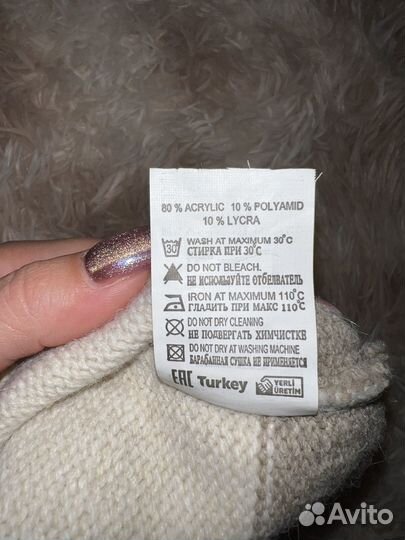 80 % ACRYLIC 10 % POLYAMID
10 % LYCRA
30
WASH AT MAXIMUM 30°C
СТИРКА ПРИ 30°C
DO NOT BLEACH.
НЕ ИСПОЛЬЗУЙТЕ ОТБЕЛИВАТЕЛЬ
IRON AT MAXIMUM 110°C
ГЛАДИТЬ ПРИ МАКС 110°C
DO NOT DRY CLEANING
НЕ ПОДВЕРГАТЬ ХИМЧИСТКЕ
DO NOT DRY AT WASHING MACHINE
БАРАБАННАЯ СУШКА НЕ ПРИМЕНЯЕТСЯ
EAC Turkey YERLİ
ÜRETİM
Avito